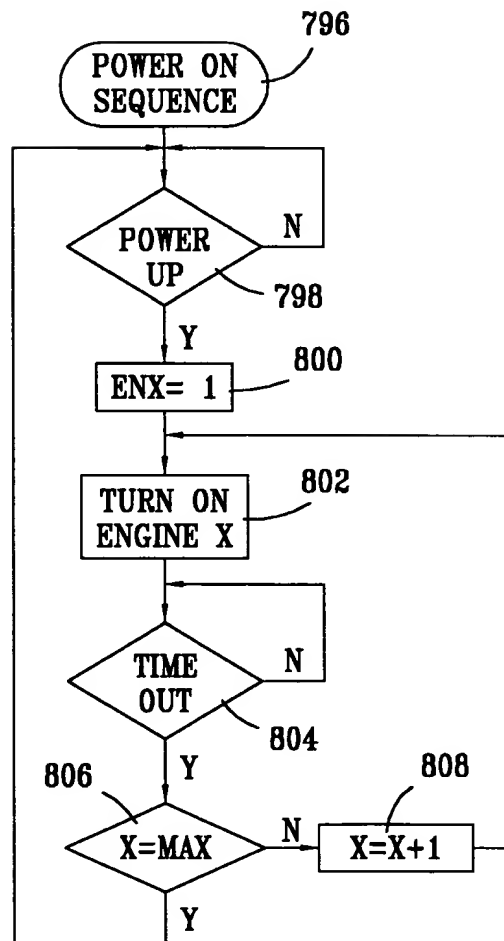 796
POWER ON
SEQUENCE
POWER
UP
N
798
Y
800
ENX= 1
802
TURN ON
ENGINE X
TIME
OUT
N
804
Y
806
808
X=MAX
N
X=X+1
Y